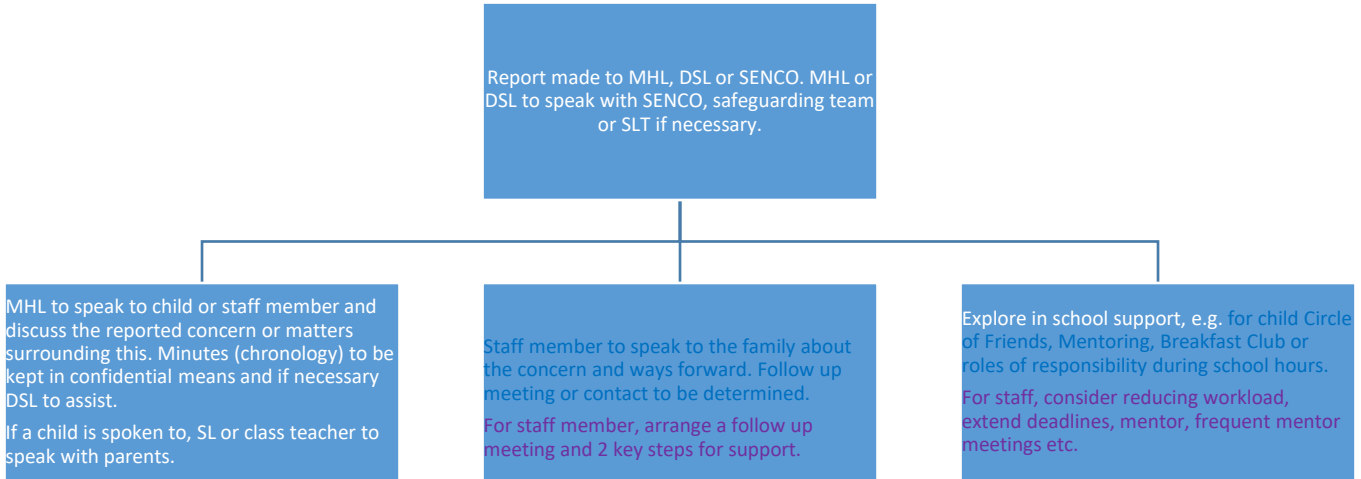 Report made to MHL, DSL or SENCO. MHL or
DSL to speak with SENCO, safeguarding team
or SLT if necessary.
MHL to speak to child or staff member and
discuss the reported concern or matters
surrounding this. Minutes (chronology) to be
kept in confidential means and if necessary
DSL to assist.
If a child is spoken to, SL or class teacher to
speak with parents.
Staff member to speak to the family about
the concern and ways forward. Follow up
meeting or contact to be determined.
For staff member, arrange a follow up
meeting and 2 key steps for support.
Explore in school support, e.g. for child Circle
of Friends, Mentoring, Breakfast Club or
roles of responsibility during school hours.
For staff, consider reducing workload,
extend deadlines, mentor, frequent mentor
meetings etc.